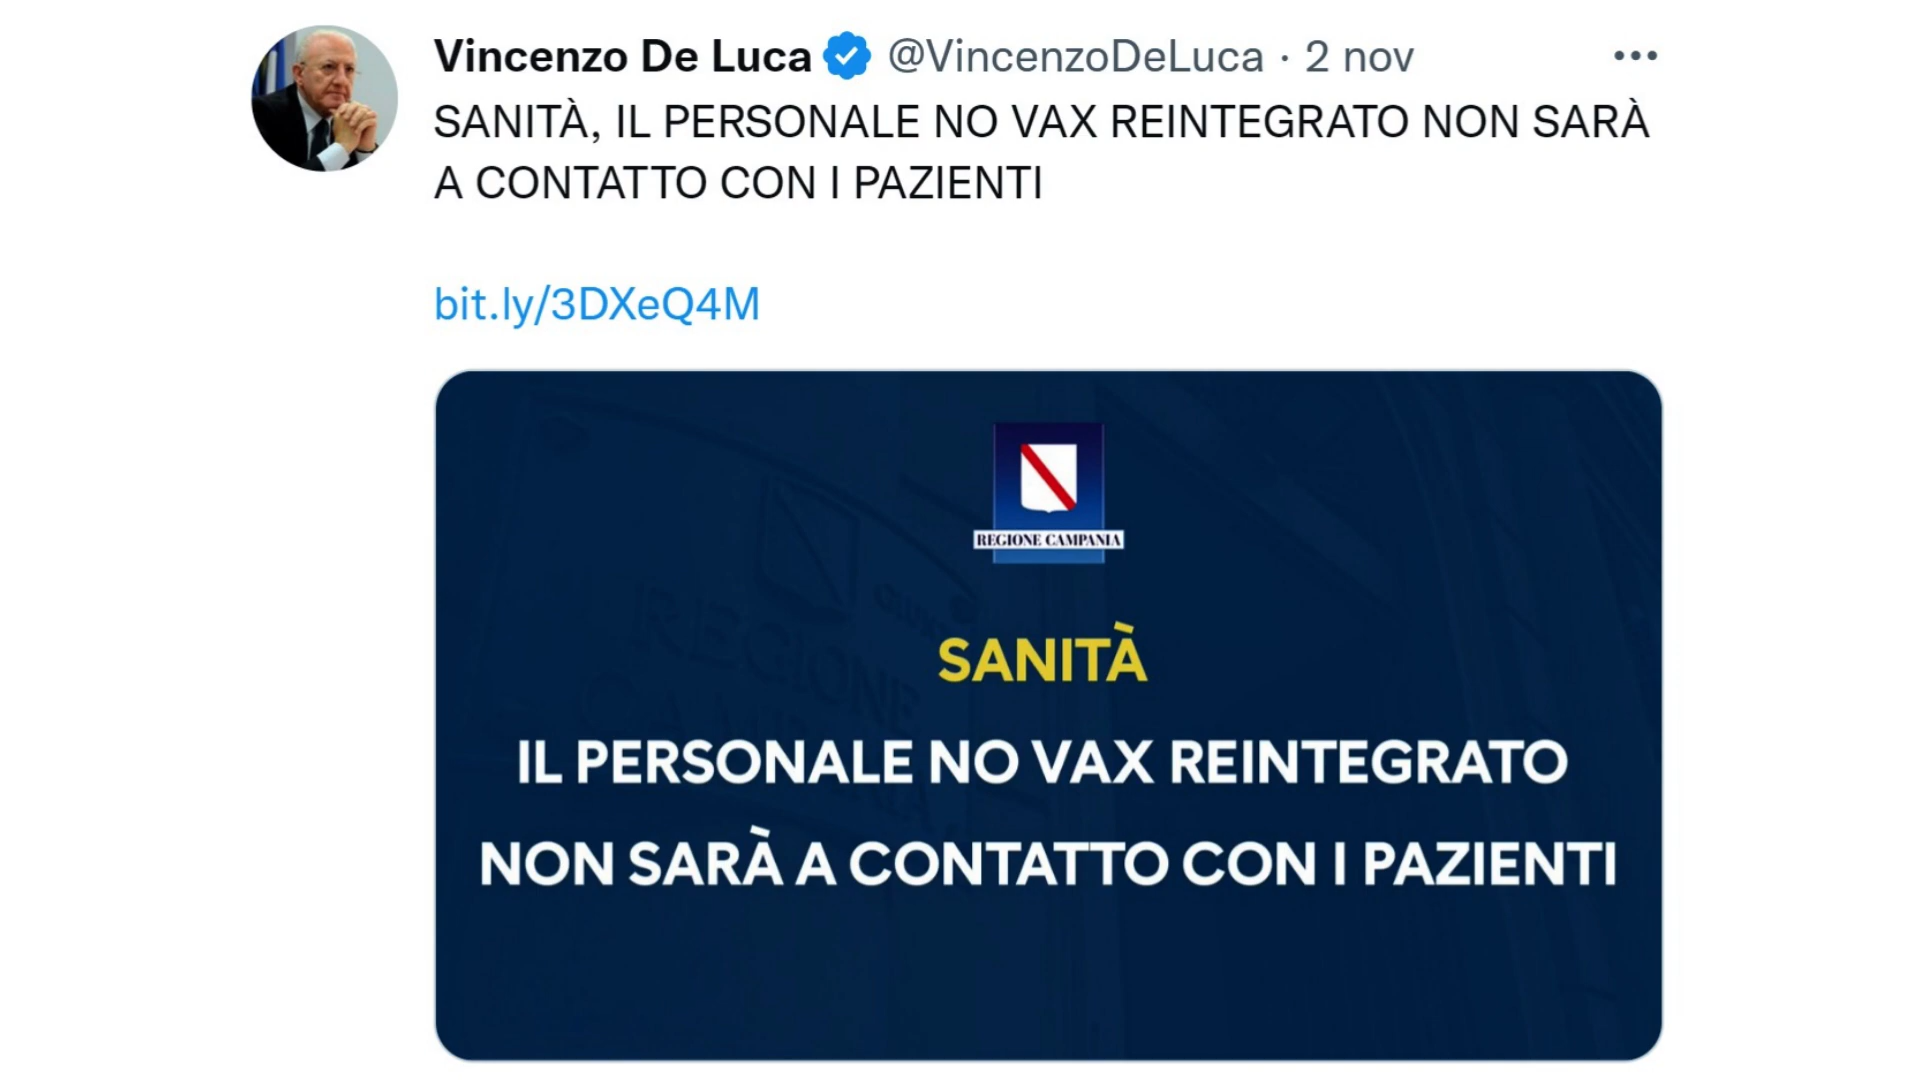 Vincenzo De Luca @VincenzoDeLuca · 2 nov
SANITÀ, IL PERSONALE NO VAX REINTEGRATO NON SARÀ
A CONTATTO CON I PAZIENTI
bit.ly/3DXeQ4M
REGIONE CAMPANIA
REGIONE
SANITÀ
IL PERSONALE NO VAX REINTEGRATO
NON SARÀ A CONTATTO CON I PAZIENTI